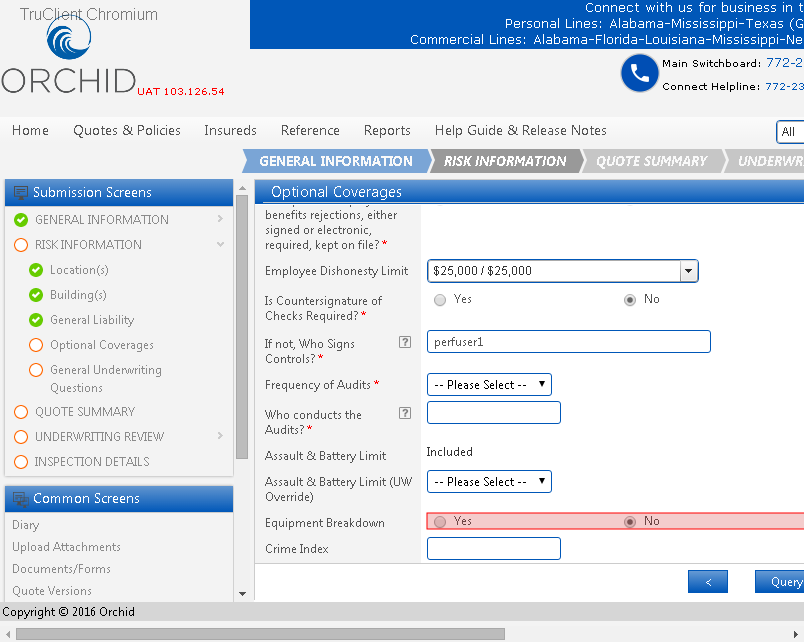 TruClient Chromium
Connect with us for business in t
Personal Lines: Alabama-Mississippi-Texas (G
Commercial Lines: Alabama-Florida-Louisiana-Mississippi-Ne
ORCHID
UAT 103.126.54
Main Switchboard: 772-2
Connect Helpline: 772-23
Home Quotes & Policies Insureds Reference Reports Help Guide & Release Notes All
GENERAL INFORMATION RISK INFORMATION QUOTE SUMMARY UNDERWR
Submission Screens
GENERAL INFORMATION
RISK INFORMATION
Location(s)
Building(s)
General Liability
Optional Coverages
General Underwriting
Questions
QUOTE SUMMARY
UNDERWRITING REVIEW
INSPECTION DETAILS
Common Screens
Diary
Upload Attachments
Documents/Forms
Quote Versions
Optional Coverages
benefits rejections, either
signed or electronic,
required, kept on file? *
Employee Dishonesty Limit $25,000 / $25,000
Is Countersignature of
Checks Required? * Yes No
If not, Who Signs
Controls? * ? perfuser1
Frequency of Audits * -- Please Select --
Who conducts the
Audits? * ?
Assault & Battery Limit Included
Assault & Battery Limit (UW
Override) -- Please Select --
Equipment Breakdown Yes No
Crime Index
< Query
Copyright © 2016 Orchid